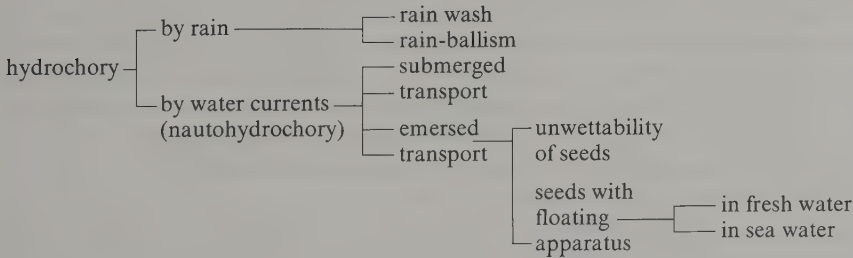 hydrochory
by rain
rain wash
rain-ballism
by water currents
(nautohydrochory)
submerged
transport
emersed
transport
unwettability
of seeds
seeds with
floating
apparatus
in fresh water
in sea water